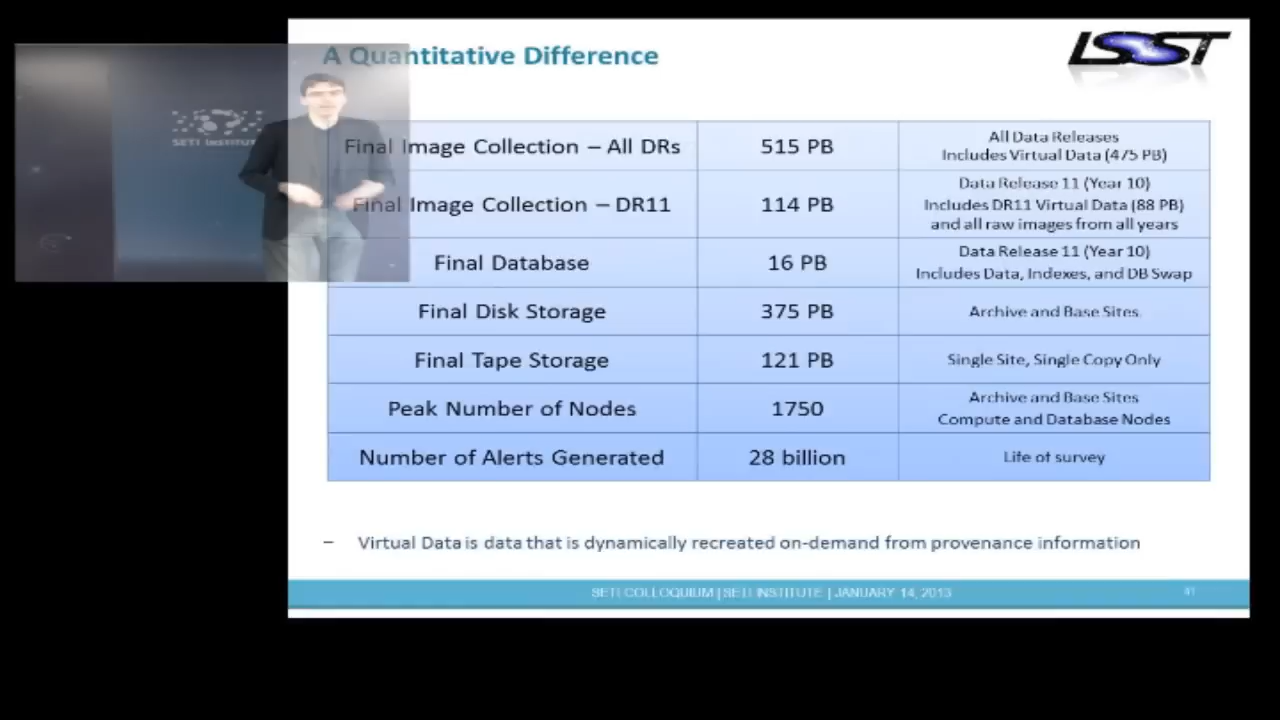 A Quantitative Difference
LSST
SETI INSTITUTE
Final Image Collection – All DRs
515 PB
All Data Releases
Includes Virtual Data (475 PB)
Final Image Collection – DR11
114 PB
Data Release 11 (Year 10)
Includes DR11 Virtual Data (88 PB)
and all raw images from all years
Final Database
16 PB
Data Release 11 (Year 10)
Includes Data, Indexes, and DB Swap
Final Disk Storage
375 PB
Archive and Base Sites
Final Tape Storage
121 PB
Single Site, Single Copy Only
Peak Number of Nodes
1750
Archive and Base Sites
Compute and Database Nodes
Number of Alerts Generated
28 billion
Life of survey
– Virtual Data is data that is dynamically recreated on-demand from provenance information
SETI COLLOQUIUM | SETI INSTITUTE | JANUARY 14, 2013